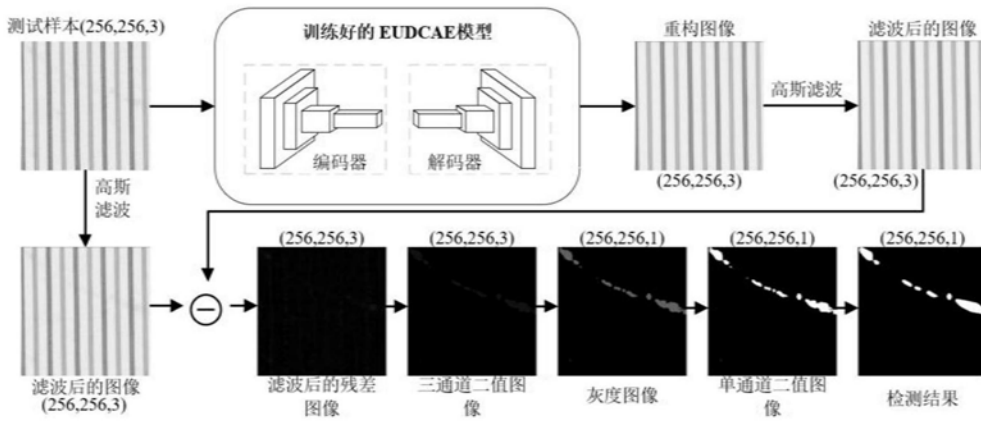 测试样本(256,256,3)
训练好的 EUDCAE模型
编码器
解码器
重构图像
(256,256,3)
高斯滤波
滤波后的图像
(256,256,3)
高斯
滤波
滤波后的图像
(256,256,3)
(256,256,3)
滤波后的残差
图像
(256,256,3)
三通道二值图
像
(256,256,1)
灰度图像
(256,256,1)
单通道二值图
像
(256,256,1)
检测结果